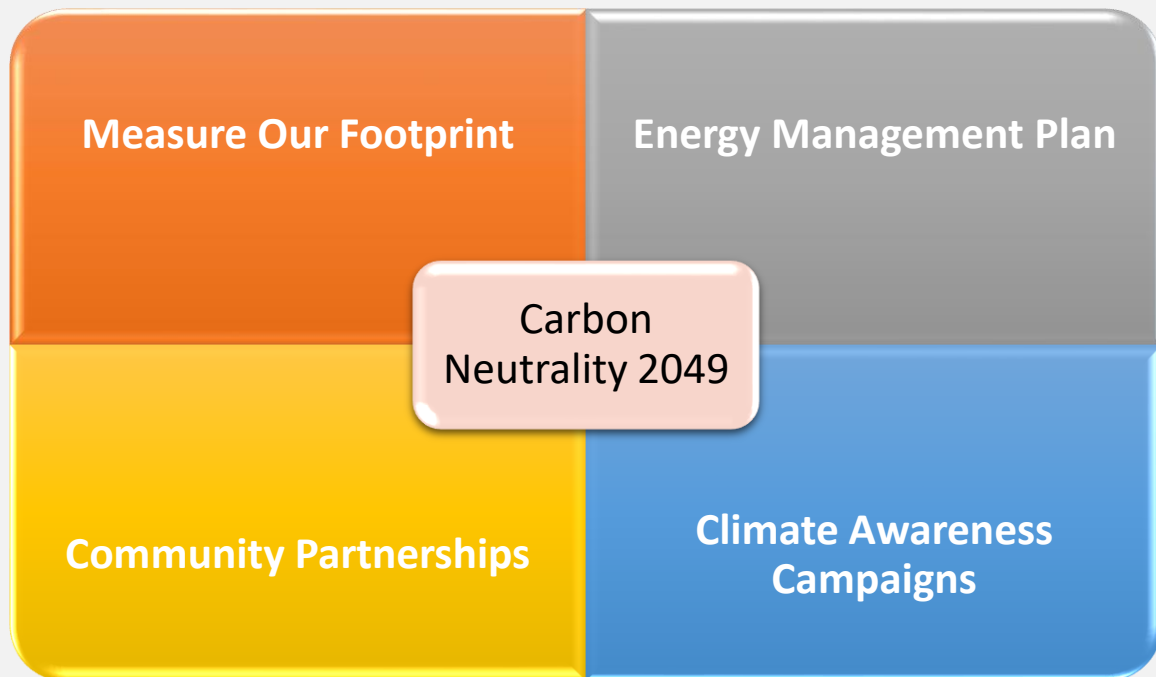 Measure Our Footprint
Energy Management Plan
Carbon
Neutrality 2049
Community Partnerships
Climate Awareness
Campaigns